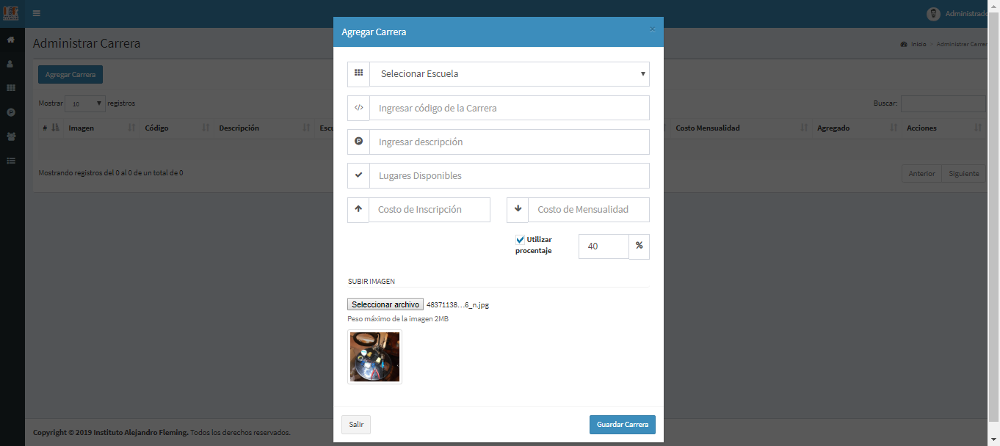 Administrado
Agregar Carrera
×
Administrar Carrera
Inicio > Administrar Carrer
Agregar Carrera
Selecionar Escuela
Mostrar 10 registros
Buscar:
Ingresar código de la Carrera
# Imagen Código Descripción Escu Costo Mensualidad Agregado Acciones
Ingresar descripción
Mostrando registros del 0 al 0 de un total de 0
Anterior Siguiente
Lugares Disponibles
Costo de Inscripción Costo de Mensualidad
Utilizar
procentaje
40 %
SUBIR IMAGEN
Seleccionar archivo 48371138...6_n.jpg
Peso máximo de la imagen 2MB
Salir Guardar Carrera
Copyright © 2019 Instituto Alejandro Fleming. Todos los derechos reservados.